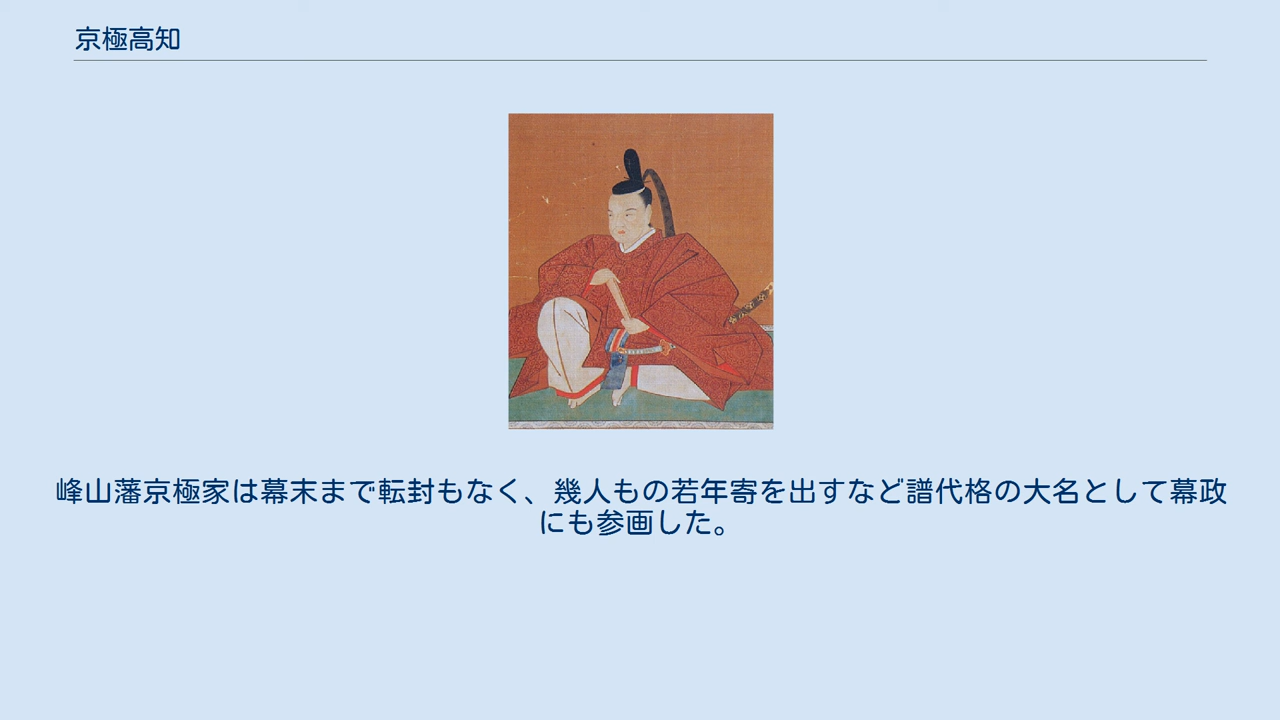 京極高知
峰山藩京極家は幕末まで転封もなく、幾人もの若年寄を出すなど譜代格の大名として幕政
にも参画した。